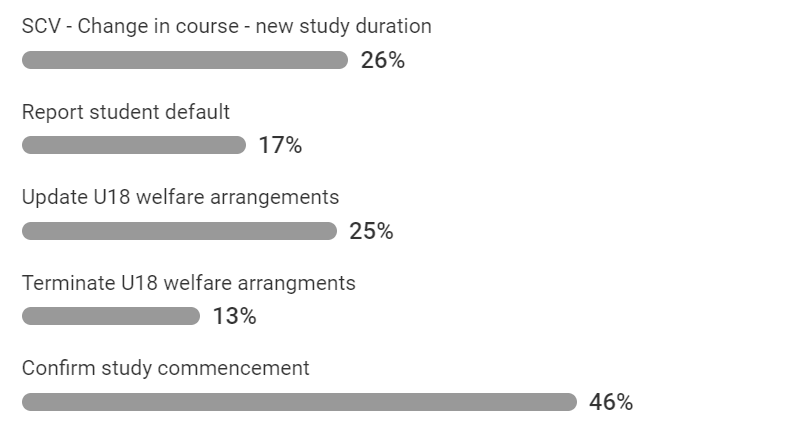 SCV - Change in course - new study duration
26%
Report student default
17%
Update U18 welfare arrangements
25%
Terminate U18 welfare arrangments
13%
Confirm study commencement
46%